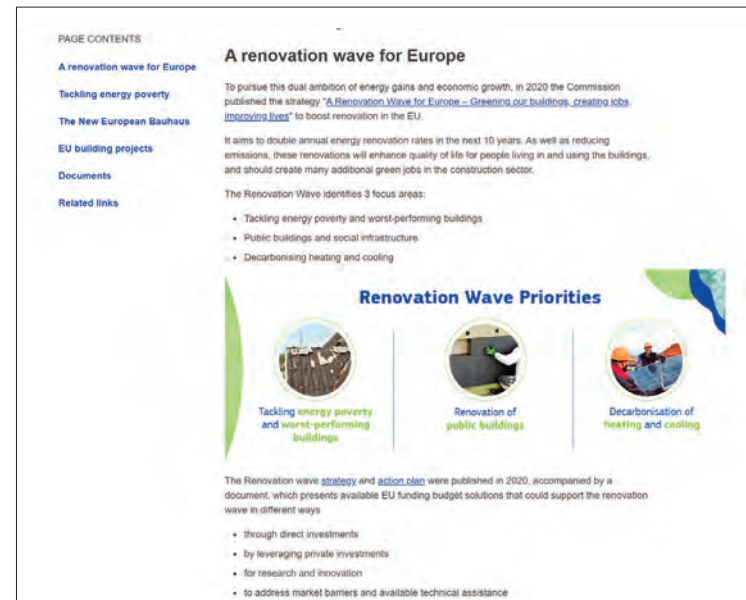 PAGE CONTENTS
A renovation wave for Europe
Tackling energy poverty
The New European Bauhaus
EU building projects
Documents
Related links
A renovation wave for Europe
To pursue this dual ambition of energy gains and economic growth, in 2020 the Commission
published the strategy "A Renovation Wave for Europe – Greening our buildings, creating jobs,
improving lives" to boost renovation in the EU.
It aims to double annual energy renovation rates in the next 10 years. As well as reducing
emissions, these renovations will enhance quality of life for people living in and using the buildings,
and should create many additional green jobs in the construction sector.
The Renovation Wave identifies 3 focus areas:
• Tackling energy poverty and worst-performing buildings
• Public buildings and social infrastructure
• Decarbonising heating and cooling
Renovation Wave Priorities
Tackling energy poverty
and worst-performing
buildings
Renovation of
public buildings
Decarbonisation of
heating and cooling
The Renovation wave strategy and action plan were published in 2020, accompanied by a
document, which presents available EU funding budget solutions that could support the renovation
wave in different ways
• through direct investments
• by leveraging private investments
• for research and innovation
• to address market barriers and available technical assistance